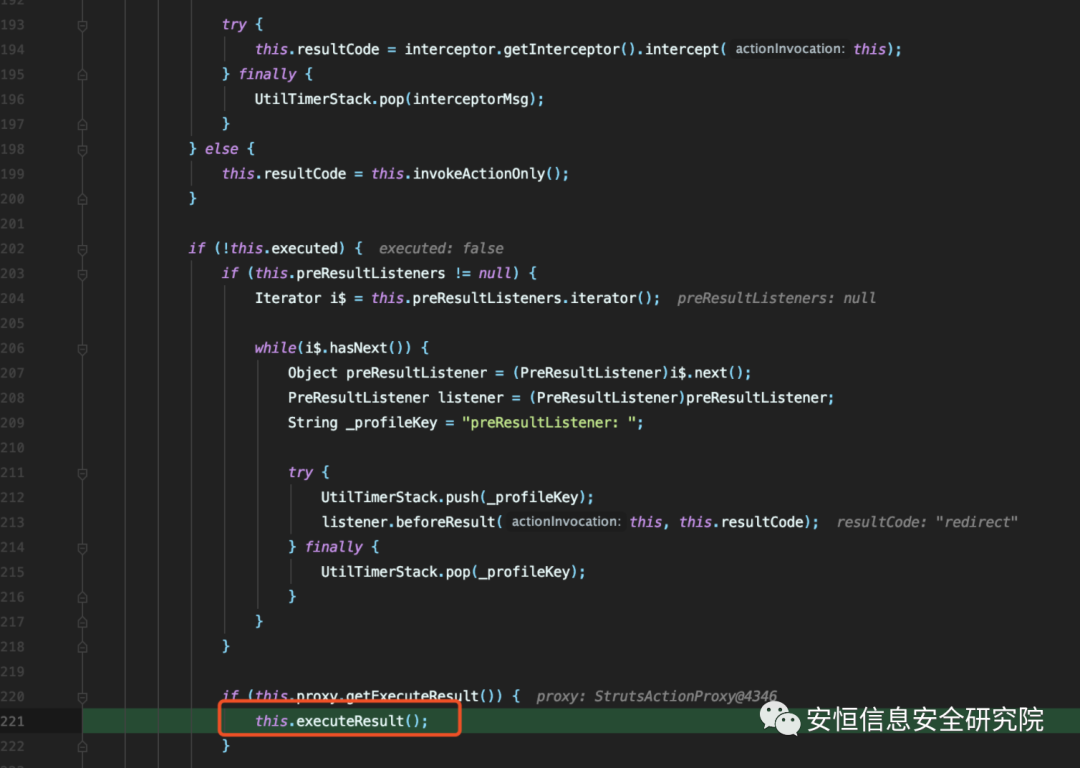 192
193 try {
194 this.resultCode = interceptor.getInterceptor().intercept( actionInvocation: this);
195 } finally {
196 UtilTimerStack.pop(interceptorMsg);
197 }
198 } else {
199 this.resultCode = this.invokeActionOnly();
200 }
201
202 if (!this.executed) { executed: false
203 if (this.preResultListeners != null) {
204 Iterator i$ = this.preResultListeners.iterator(); preResultListeners: null
205
206 while(i$.hasNext()) {
207 Object preResultListener = (PreResultListener)i$.next();
208 PreResultListener listener = (PreResultListener)preResultListener;
209 String _profileKey = "preResultListener: ";
210
211 try {
212 UtilTimerStack.push(_profileKey);
213 listener.beforeResult( actionInvocation: this, this.resultCode); resultCode: "redirect"
214 } finally {
215 UtilTimerStack.pop(_profileKey);
216 }
217 }
218 }
219
220 if (this.proxy.getExecuteResult()) { proxy: StrutsActionProxy@4346
221 this.executeResult();
安恒信息安全研究院
222 }